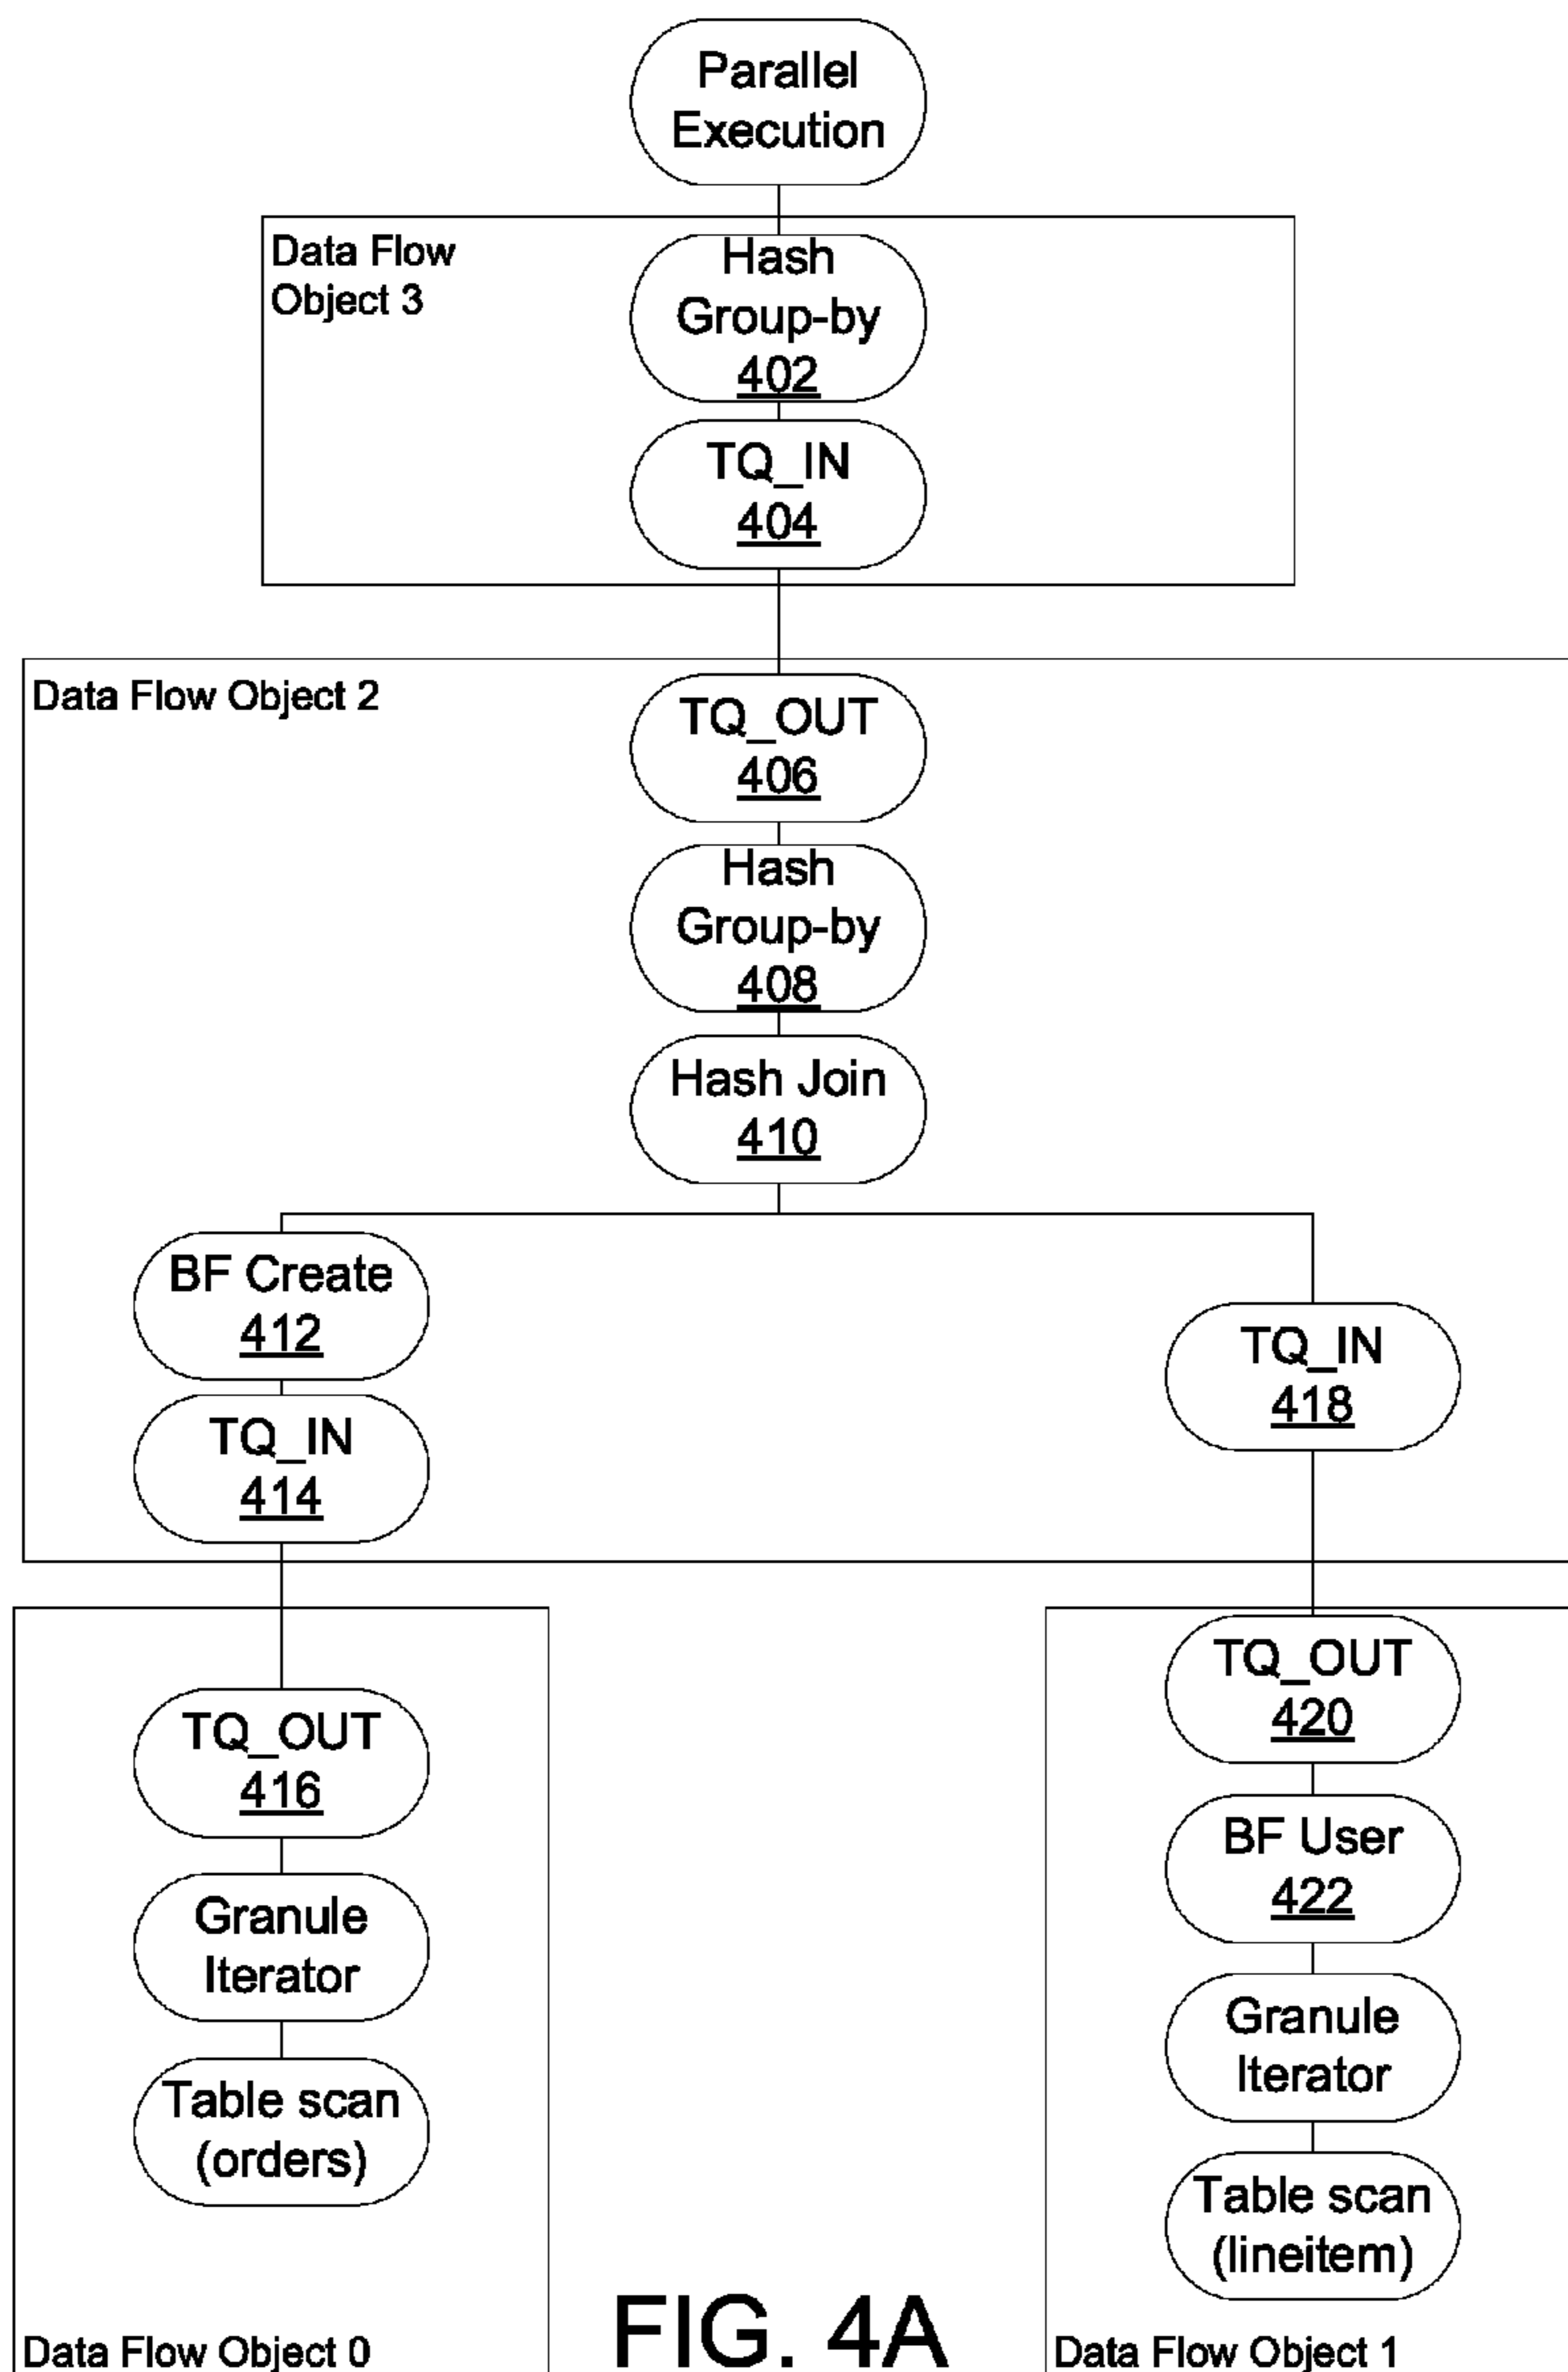 Parallel
Execution
Data Flow
Object 3
Hash
Group-by
402
TQ_IN
404
Data Flow Object 2
TQ_OUT
406
Hash
Group-by
408
Hash Join
410
BF Create
412
TQ_IN
414
TQ_IN
418
TQ_OUT
416
Granule
Iterator
Table scan
(orders)
Data Flow Object 0
TQ_OUT
420
BF User
422
Granule
Iterator
Table scan
(lineitem)
Data Flow Object 1
FIG. 4A